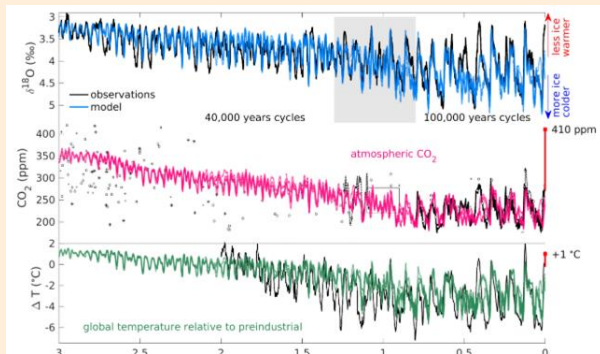 3
3.5
4
4.5
5
δ¹⁸O (‰)
observations
model
less ice
warmer
more ice
colder
40,000 years cycles
100,000 years cycles
400
350
300
250
200
CO₂ (ppm)
atmospheric CO₂
410 ppm
2
0
-2
-4
-6
Δ T (°C)
+1 °C
global temperature relative to preindustrial
3
2.5
2
1.5
1
0.5
0